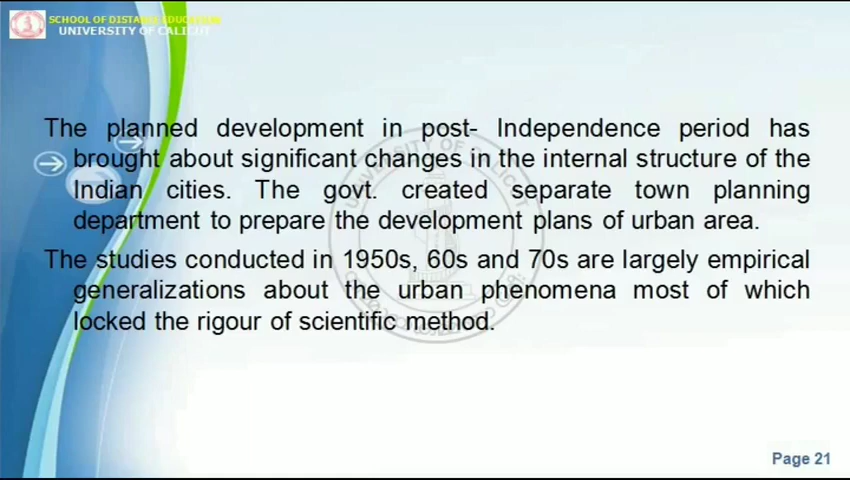 SCHOOL OF DISTANCE EDUCATION
UNIVERSITY OF CALICUT
The planned development in post- Independence period has
brought about significant changes in the internal structure of the
Indian cities. The govt. created separate town planning
department to prepare the development plans of urban area.
The studies conducted in 1950s, 60s and 70s are largely empirical
generalizations about the urban phenomena most of which
locked the rigour of scientific method.
UNIVERSITY OF CALICUT
Page 21